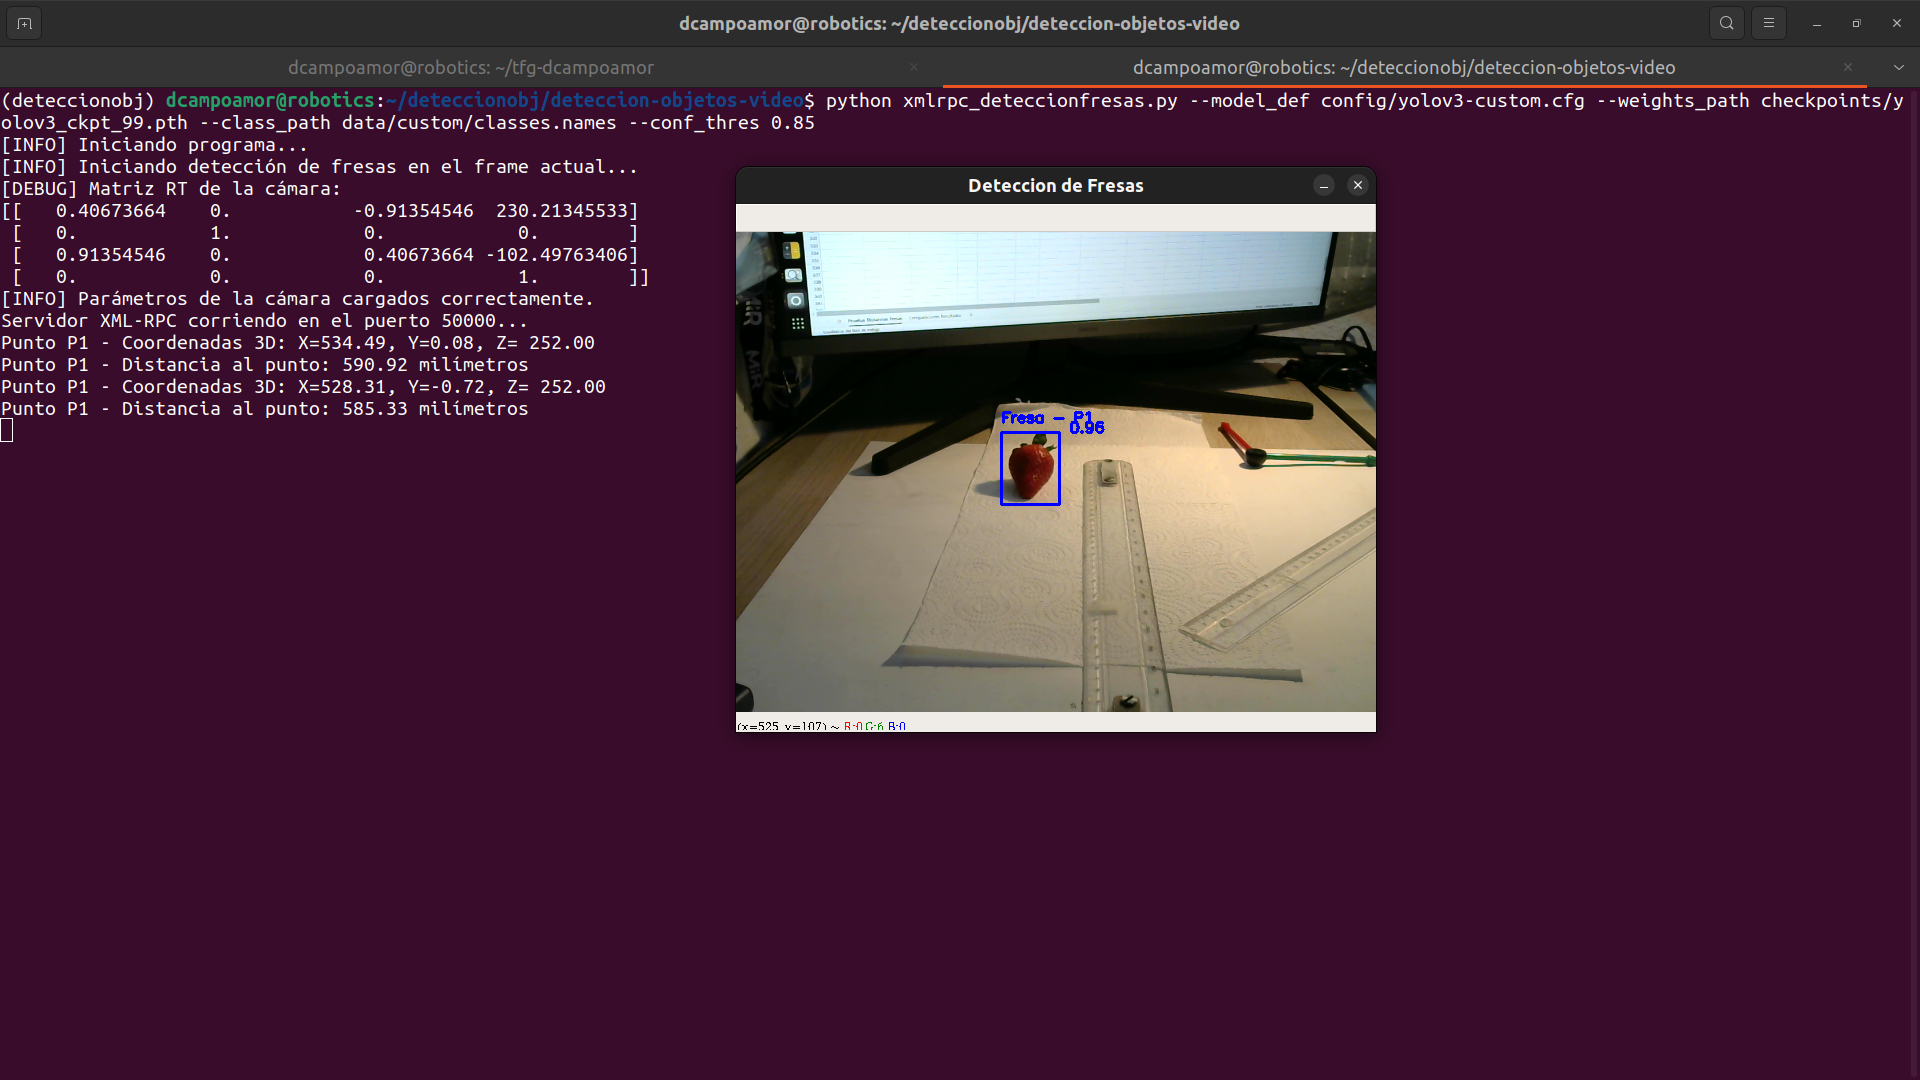 dcampoamor@robotics: ~/deteccionobj/deteccion-objetos-video
dcampoamor@robotics: ~/tfg-dcampoamor
dcampoamor@robotics: ~/deteccionobj/deteccion-objetos-video
(deteccionobj) dcampoamor@robotics:~/deteccionobj/deteccion-objetos-video$ python xmlrpc_deteccionfresas.py --model_def config/yolov3-custom.cfg --weights_path checkpoints/y
olov3_ckpt_99.pth --class_path data/custom/classes.names --conf_thres 0.85
[INFO] Iniciando programa...
[INFO] Iniciando detección de fresas en el frame actual...
[DEBUG] Matriz RT de la cámara:
[[   0.40673664    0.           -0.91354546  230.21345533]
 [   0.            1.            0.            0.        ]
 [   0.91354546    0.            0.40673664 -102.49763406]
 [   0.            0.            0.            1.        ]]
[INFO] Parámetros de la cámara cargados correctamente.
Servidor XML-RPC corriendo en el puerto 50000...
Punto P1 - Coordenadas 3D: X=534.49, Y=0.08, Z= 252.00
Punto P1 - Distancia al punto: 590.92 milímetros
Punto P1 - Coordenadas 3D: X=528.31, Y=-0.72, Z= 252.00
Punto P1 - Distancia al punto: 585.33 milímetros
Deteccion de Fresas
Fresa - P1
0.96
(x=525, y=107) ~ R:0 G:6 B:0